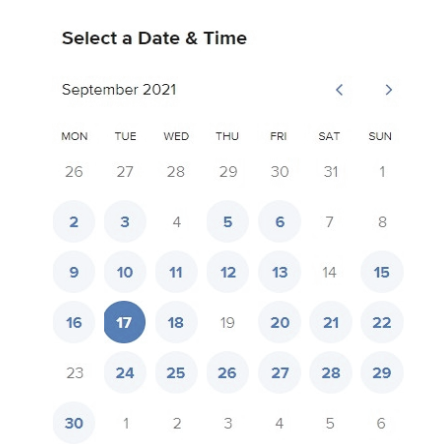 Select a Date & Time
September 2021
MON TUE WED THU FRI SAT SUN
26 27 28 29 30 31 1
2 3 4 5 6 7 8
9 10 11 12 13 14 15
16 17 18 19 20 21 22
23 24 25 26 27 28 29
30 1 2 3 4 5 6